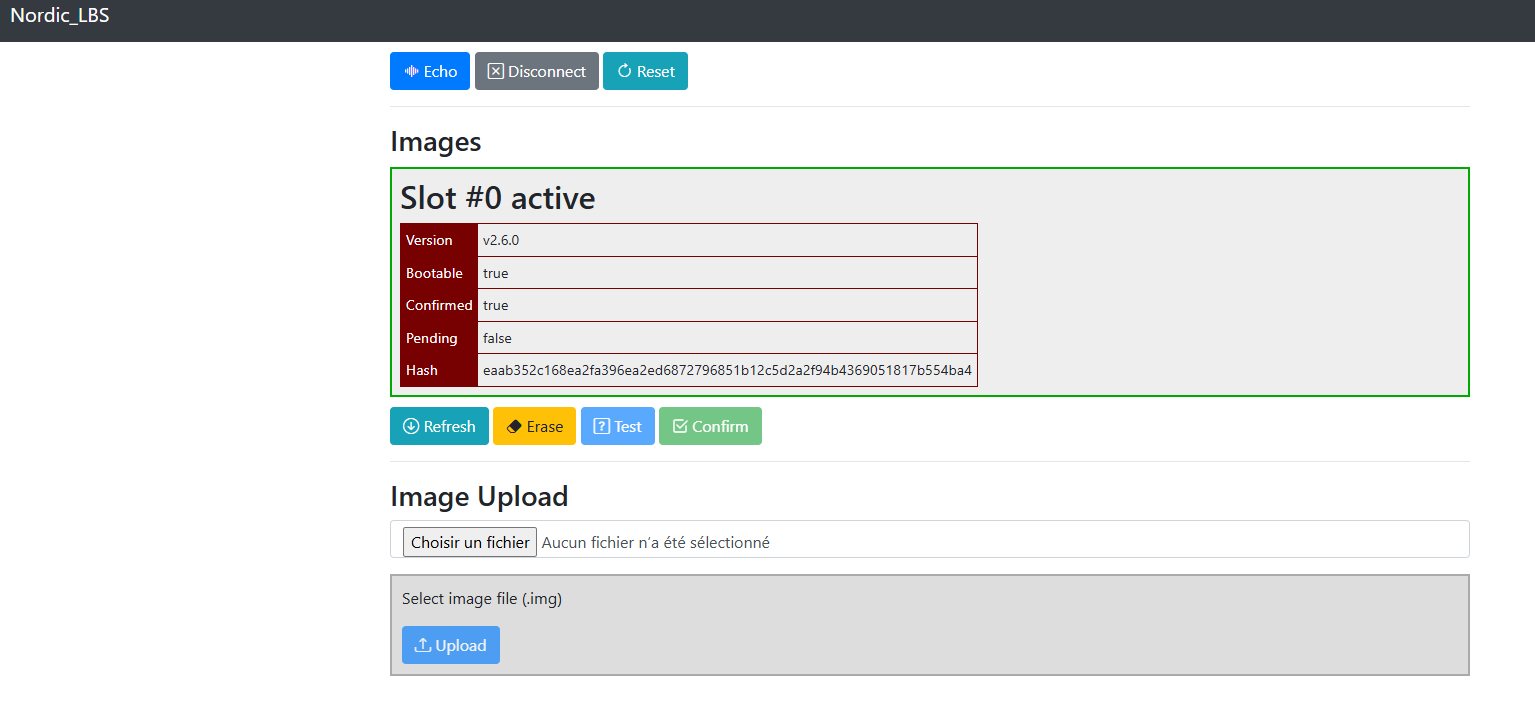 Nordic_LBS
Echo Disconnect Reset
Images
Slot #0 active
Version v2.6.0
Bootable true
Confirmed true
Pending false
Hash eaab352c168ea2fa396ea2ed6872796851b12c5d2a2f94b4369051817b554ba4
Refresh Erase Test Confirm
Image Upload
Choisir un fichier Aucun fichier n’a été sélectionné
Select image file (.img)
Upload